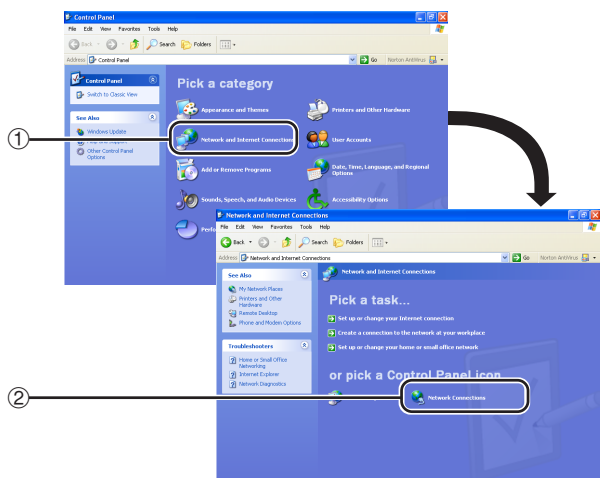 Control Panel
File Edit View Favorites Tools Help
Back Search Folders
Address Control Panel Go Norton AntiVirus
Control Panel
Switch to Classic View
See Also
Windows Update
Help and Support
Other Control Panel
Options
Pick a category
Appearance and Themes
Printers and Other Hardware
Network and Internet Connections
User Accounts
Add or Remove Programs
Date, Time, Language, and Regional
Options
Sounds, Speech, and Audio Devices
Accessibility Options
①
Network and Internet Connections
File Edit View Favorites Tools Help
Back Search Folders
Address Network and Internet Connections Go Norton AntiVirus
See Also
My Network Places
Printers and Other
Hardware
Remote Desktop
Phone and Modem Options
Troubleshooters
Home or Small Office
Networking
Internet Explorer
Network Diagnostics
Network and Internet Connections
Pick a task...
Set up or change your Internet connection
Create a connection to the network at your workplace
Set up or change your home or small office network
or pick a Control Panel icon
Network Connections
②